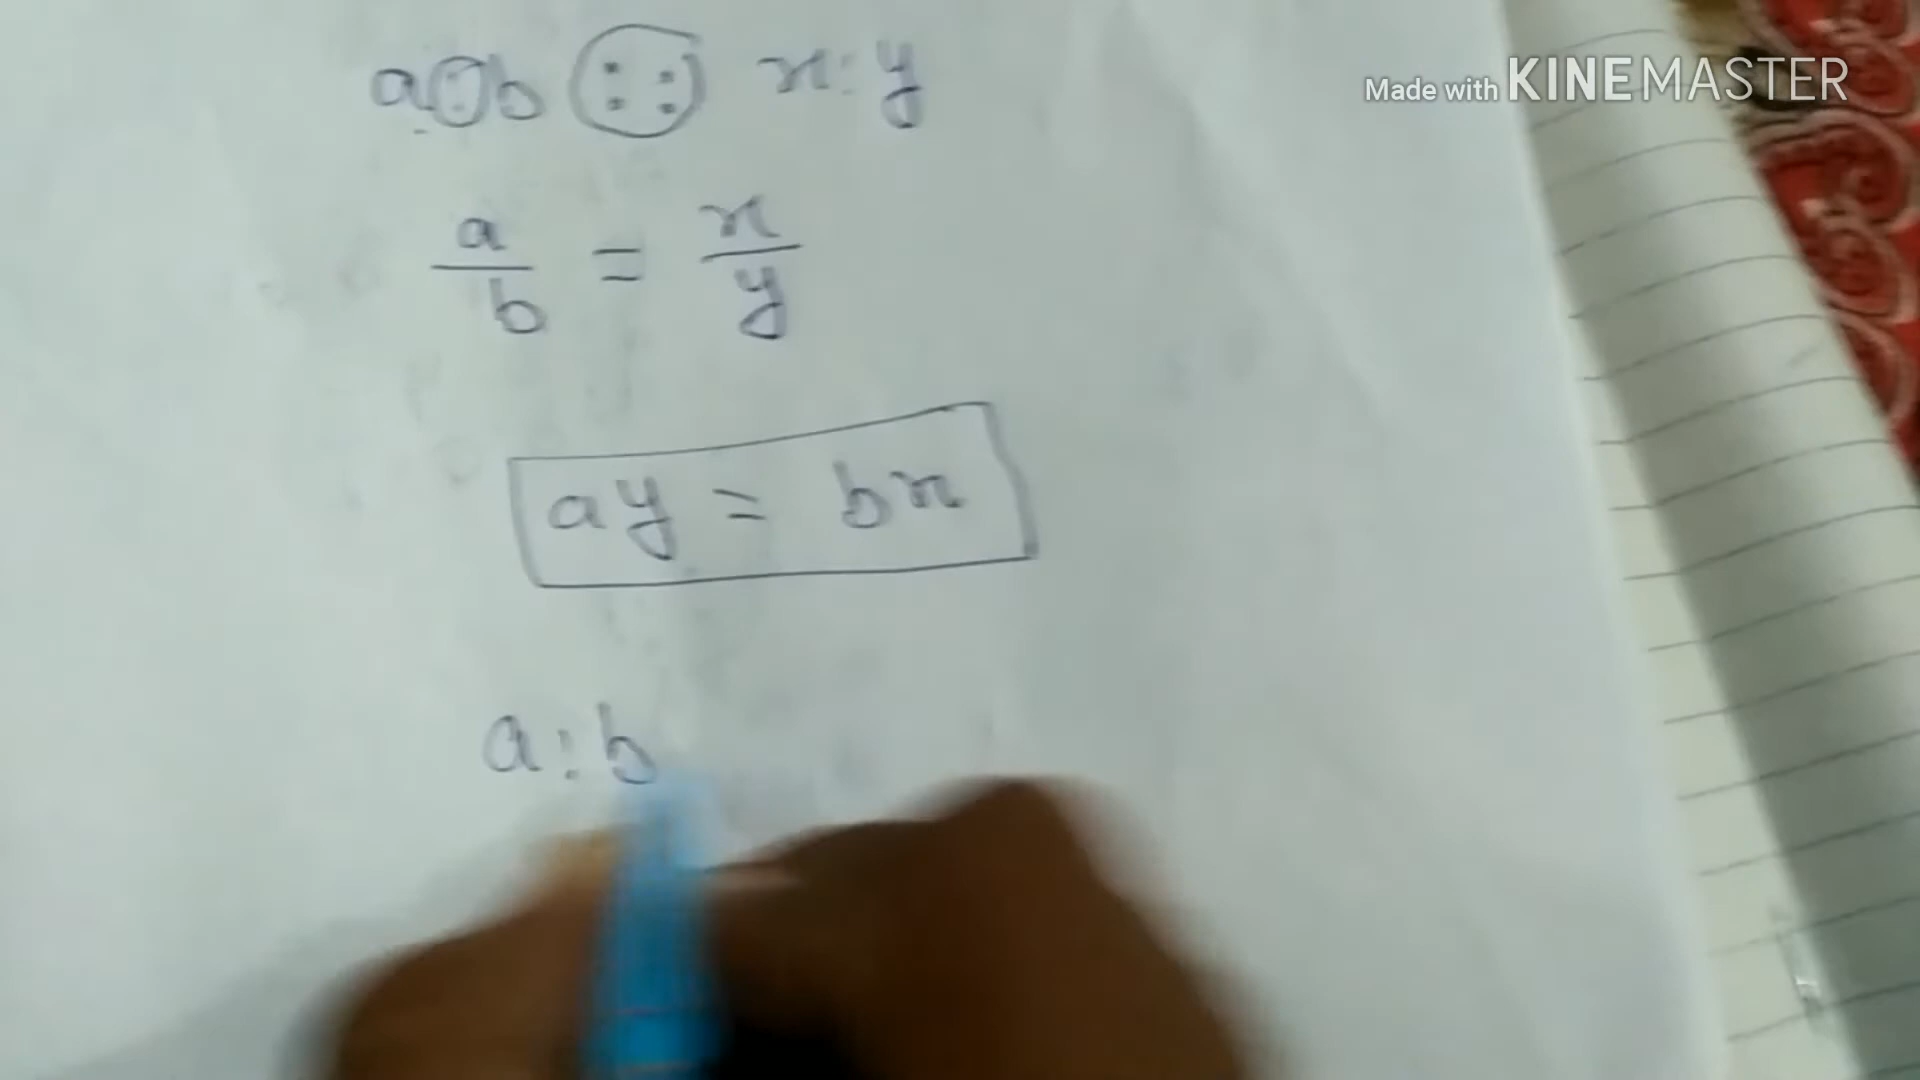 a:b :: x:y
Made with KINEMASTER
a/b = x/y
ay = bx
a:b